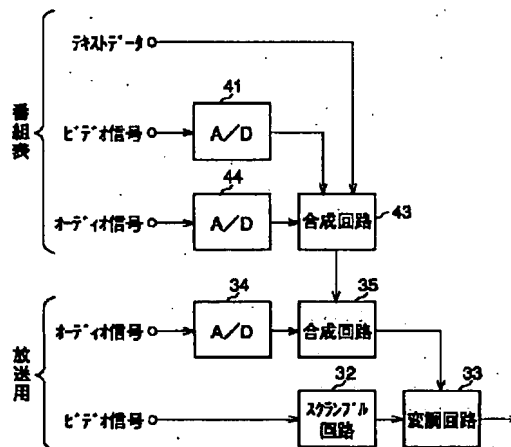 番組表
テキストデータ
41
ビデオ信号
A/D
44
オーディオ信号
A/D
合成回路
43
放送用
34
35
オーディオ信号
A/D
合成回路
32
33
ビデオ信号
スクランブル
回路
変調回路